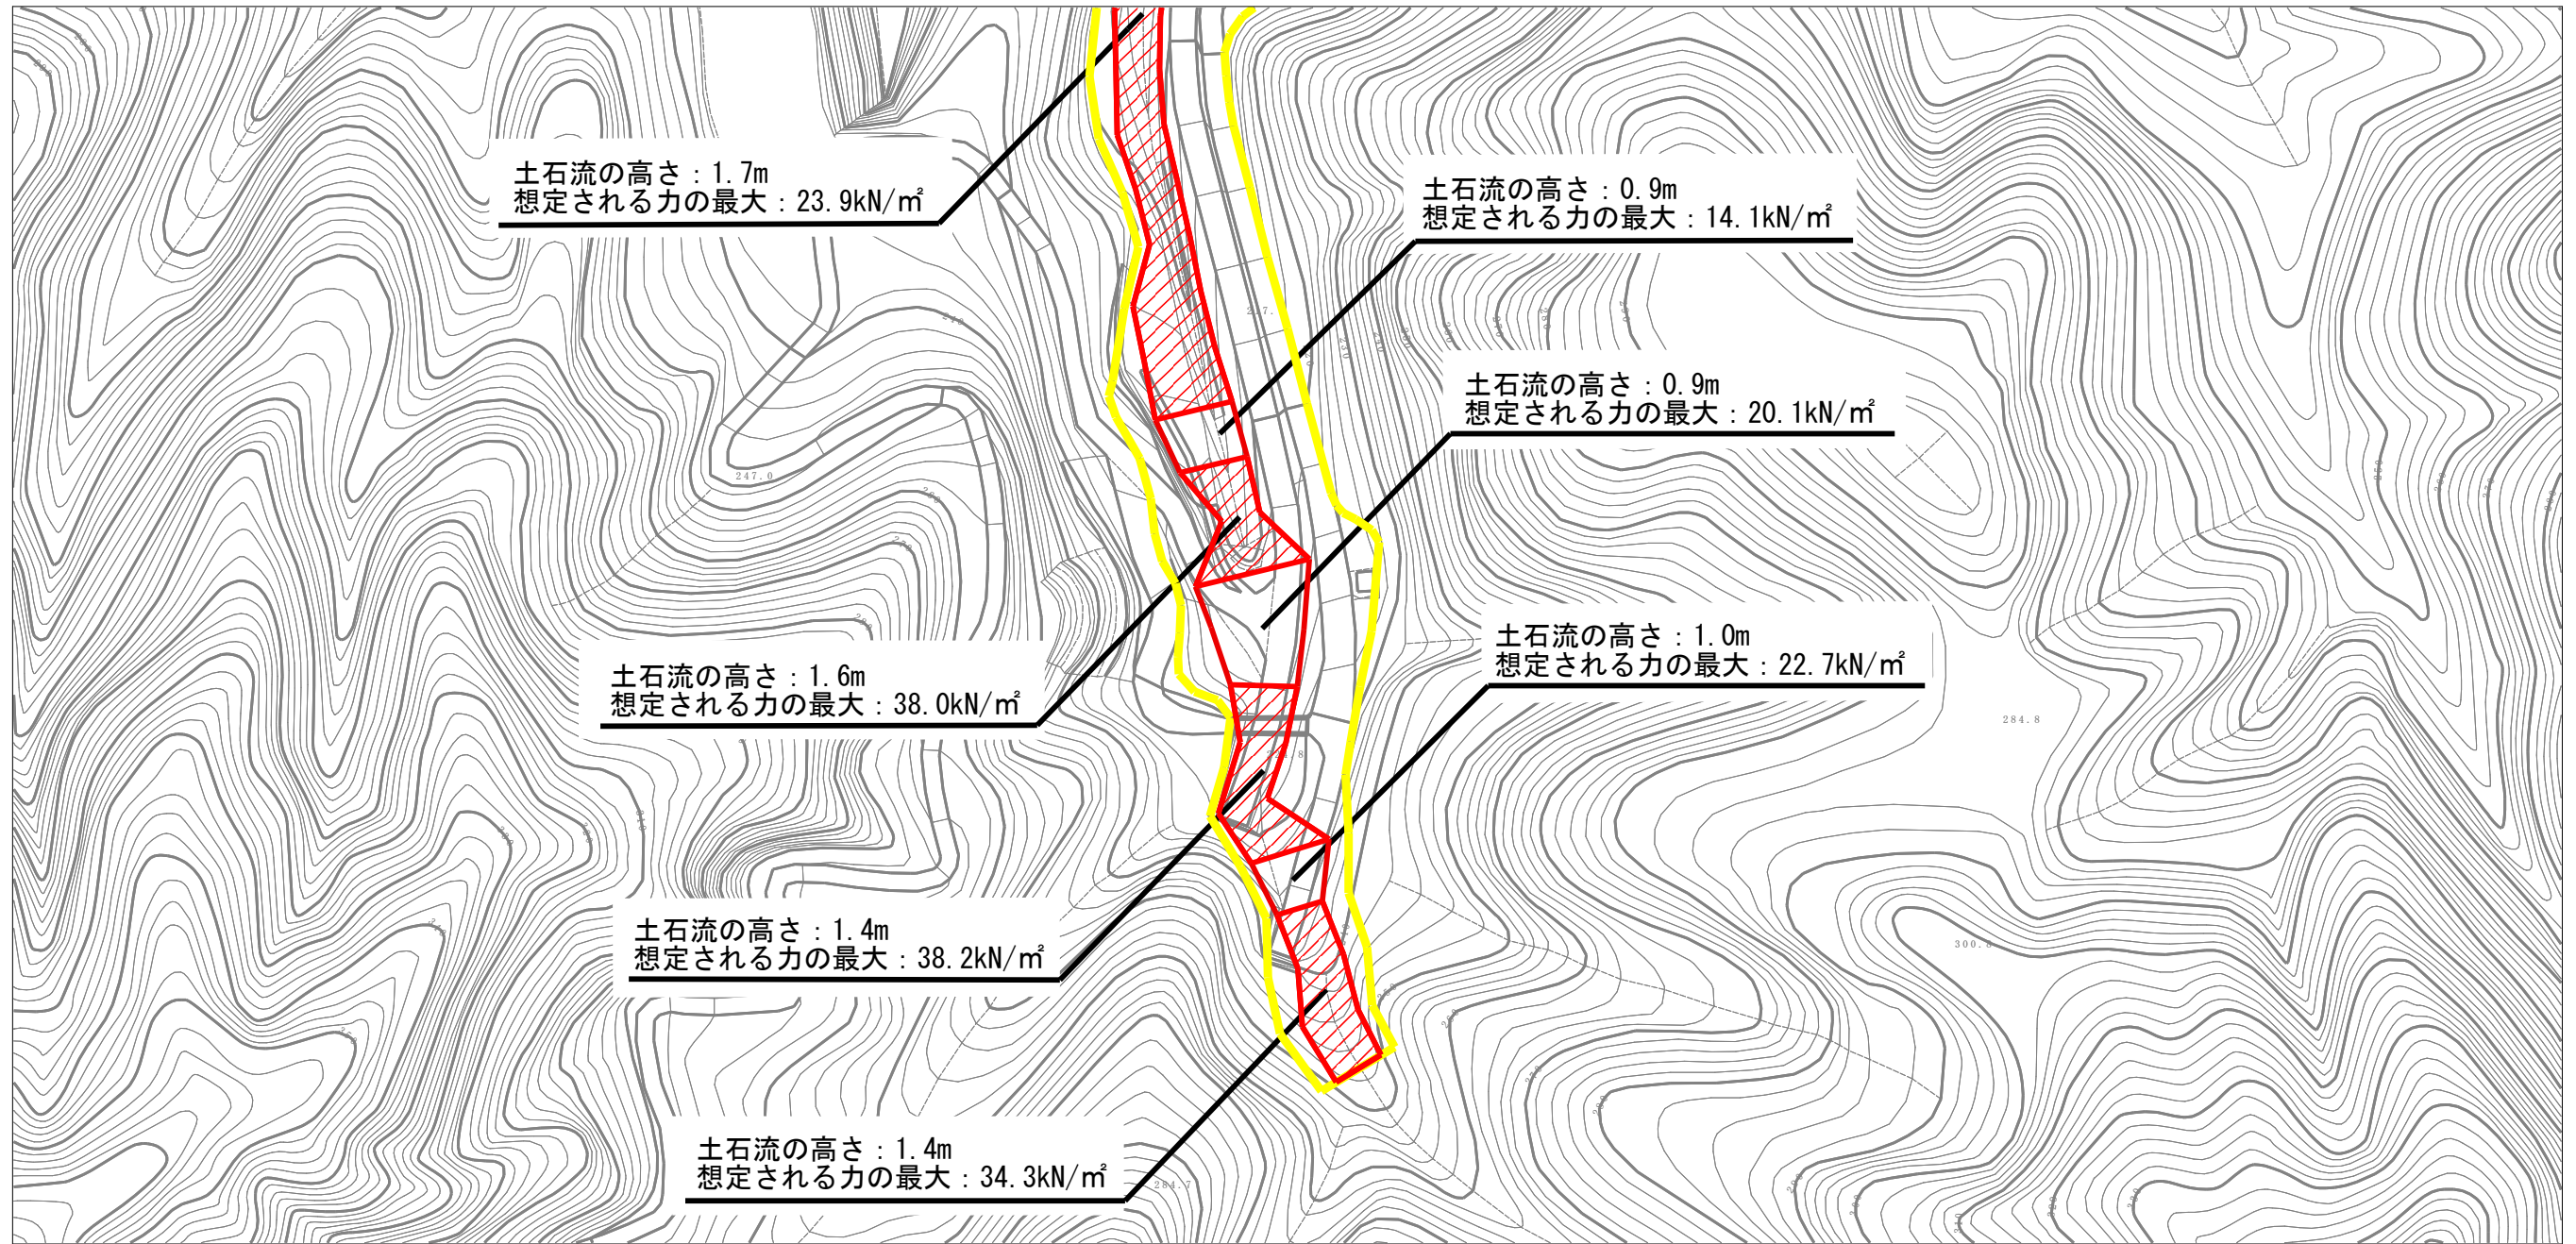 土石流の高さ：1.7m
想定される力の最大：23.9kN/㎡
土石流の高さ：0.9m
想定される力の最大：14.1kN/㎡
土石流の高さ：0.9m
想定される力の最大：20.1kN/㎡
247.0
土石流の高さ：1.6m
想定される力の最大：38.0kN/㎡
土石流の高さ：1.0m
想定される力の最大：22.7kN/㎡
284.8
土石流の高さ：1.4m
想定される力の最大：38.2kN/㎡
土石流の高さ：1.4m
想定される力の最大：34.3kN/㎡
284.7